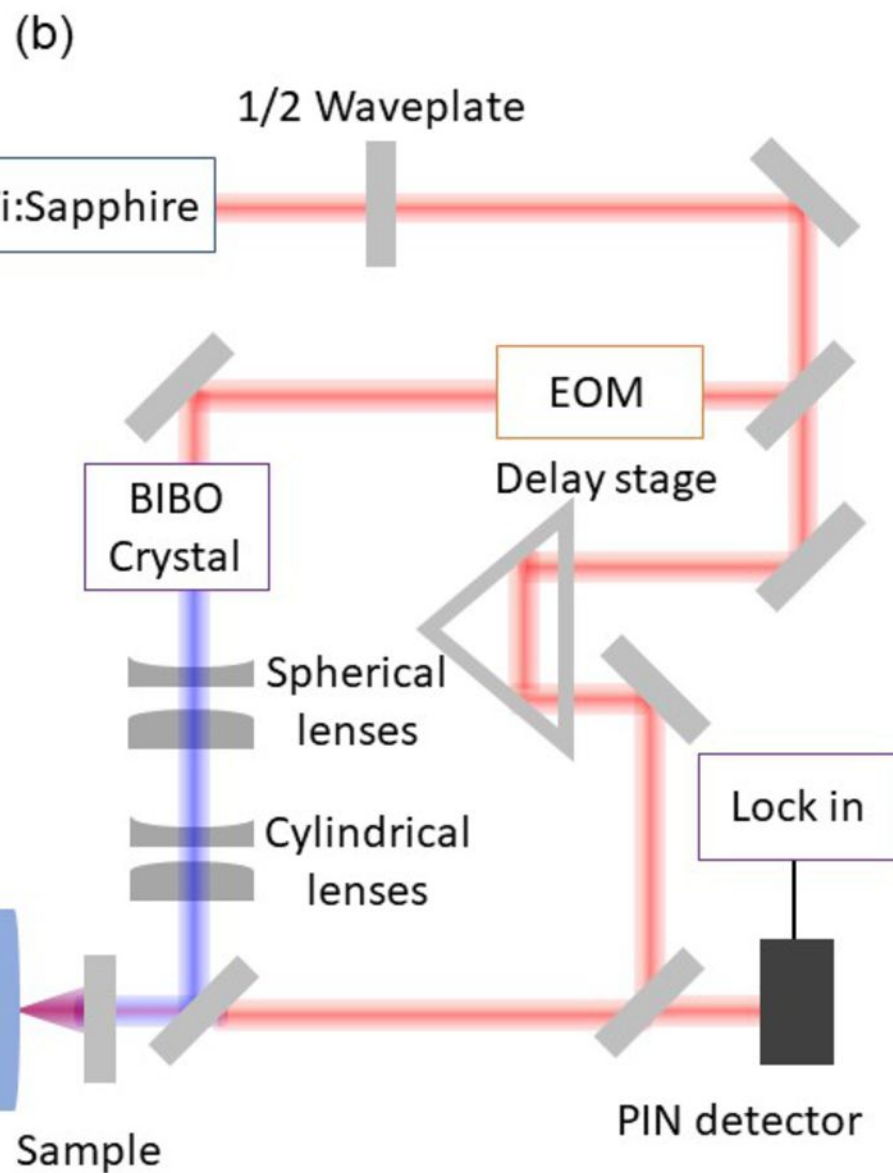 (b)
1/2 Waveplate
i:Sapphire
EOM
Delay stage
BIBO
Crystal
Spherical
lenses
Lock in
Cylindrical
lenses
PIN detector
Sample